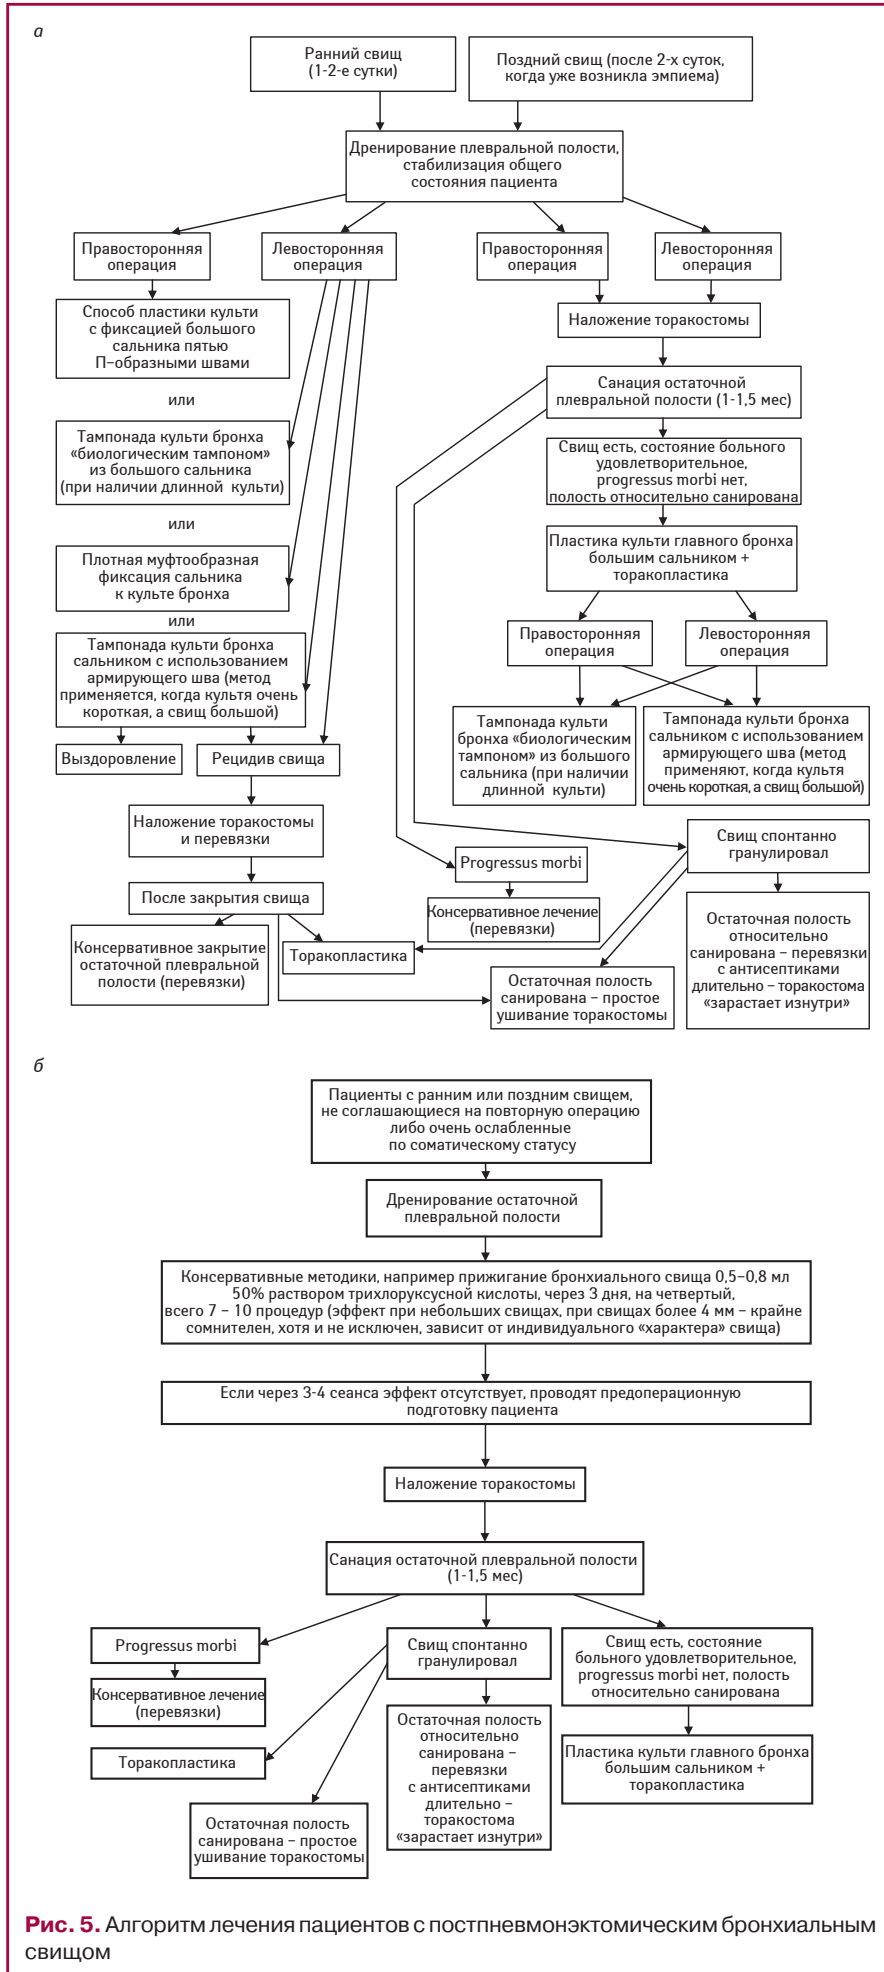 а
Ранний свищ
(1-2-е сутки)
Поздний свищ (после 2-х суток,
когда уже возникла эмпиема)
Дренирование плевральной полости,
стабилизация общего
состояния пациента
Правосторонняя
операция
Левосторонняя
операция
Правосторонняя
операция
Левосторонняя
операция
Способ пластики культи
с фиксацией большого
сальника пятью
П–образными швами
или
Тампонада культи бронха
«биологическим тампоном»
из большого сальника
(при наличии длинной культи)
или
Плотная муфтообразная
фиксация сальника
к культе бронха
или
Тампонада культи бронха
сальником с использованием
армирующего шва (метод
применяется, когда культя очень
короткая, а свищ большой)
Выздоровление
Рецидив свища
Наложение торакостомы
и перевязки
После закрытия свища
Консервативное закрытие
остаточной плевральной
полости (перевязки)
Торакопластика
Наложение торакостомы
Санация остаточной
плевральной полости (1-1,5 мес)
Свищ есть, состояние больного
удовлетворительное,
progressus morbi нет,
полость относительно санирована
Пластика культи главного бронха
большим сальником +
торакопластика
Правосторонняя
операция
Левосторонняя
операция
Тампонада культи
бронха «биологическим
тампоном» из большого
сальника (при наличии
длинной культи)
Тампонада культи бронха
сальником с использованием
армирующего шва (метод
применяют, когда культя
очень короткая, а свищ большой)
Progressus morbi
Консервативное лечение
(перевязки)
Свищ спонтанно
гранулировал
Остаточная полость
санирована – простое
ушивание торакостомы
Остаточная полость
относительно
санирована – перевязки
с антисептиками
длительно – торакостома
«зарастает изнутри»
б
Пациенты с ранним или поздним свищем,
не соглашающиеся на повторную операцию
либо очень ослабленные
по соматическому статусу
Дренирование остаточной
плевральной полости
Консервативные методики, например прижигание бронхиального свища 0,5–0,8 мл
50% раствором трихлоруксусной кислоты, через 3 дня, на четвертый,
всего 7 – 10 процедур (эффект при небольших свищах, при свищах более 4 мм – крайне
сомнителен, хотя и не исключен, зависит от индивидуального «характера» свища)
Если через 3-4 сеанса эффект отсутствует, проводят предоперационную
подготовку пациента
Наложение торакостомы
Санация остаточной плевральной полости
(1-1,5 мес)
Progressus morbi
Консервативное лечение
(перевязки)
Торакопластика
Остаточная полость
санирована – простое
ушивание торакостомы
Свищ спонтанно
гранулировал
Остаточная полость
относительно
санирована –
перевязки
с антисептиками
длительно –
торакостома
«зарастает изнутри»
Свищ есть, состояние
больного удовлетворительное,
progressus morbi нет, полость
относительно санирована
Пластика культи главного бронха
большим сальником +
торакопластика
Рис. 5. Алгоритм лечения пациентов с постпневмонэктомическим бронхиальным
свищом